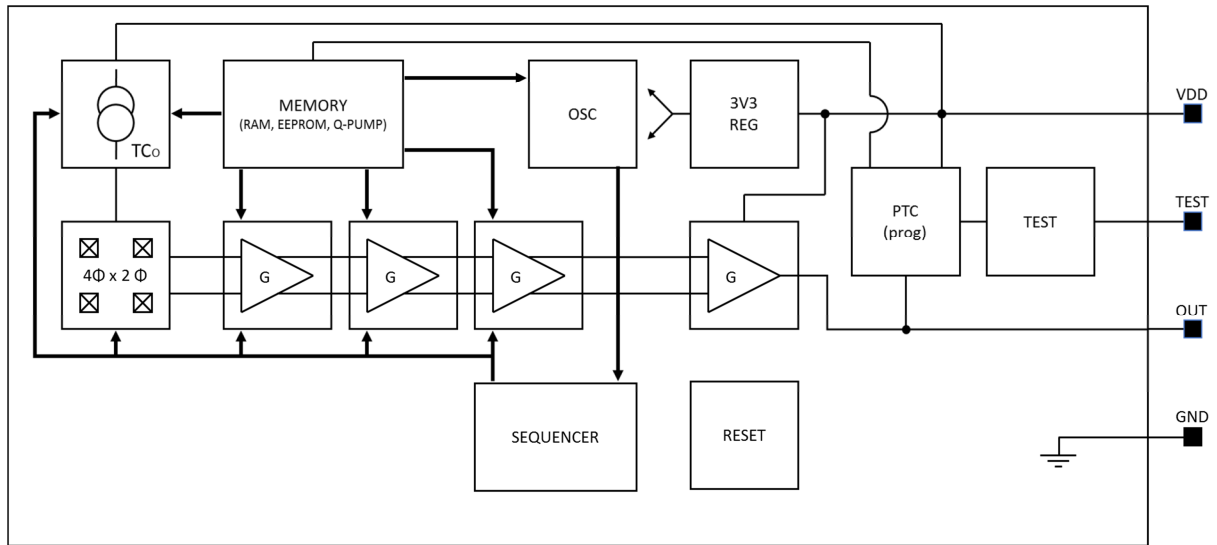 VDD
MEMORY
(RAM, EEPROM, Q-PUMP)
OSC
3V3
REG
TCO
TEST
PTC
(prog)
TEST
4Φ x 2 Φ
G
G
G
G
OUT
GND
SEQUENCER
RESET